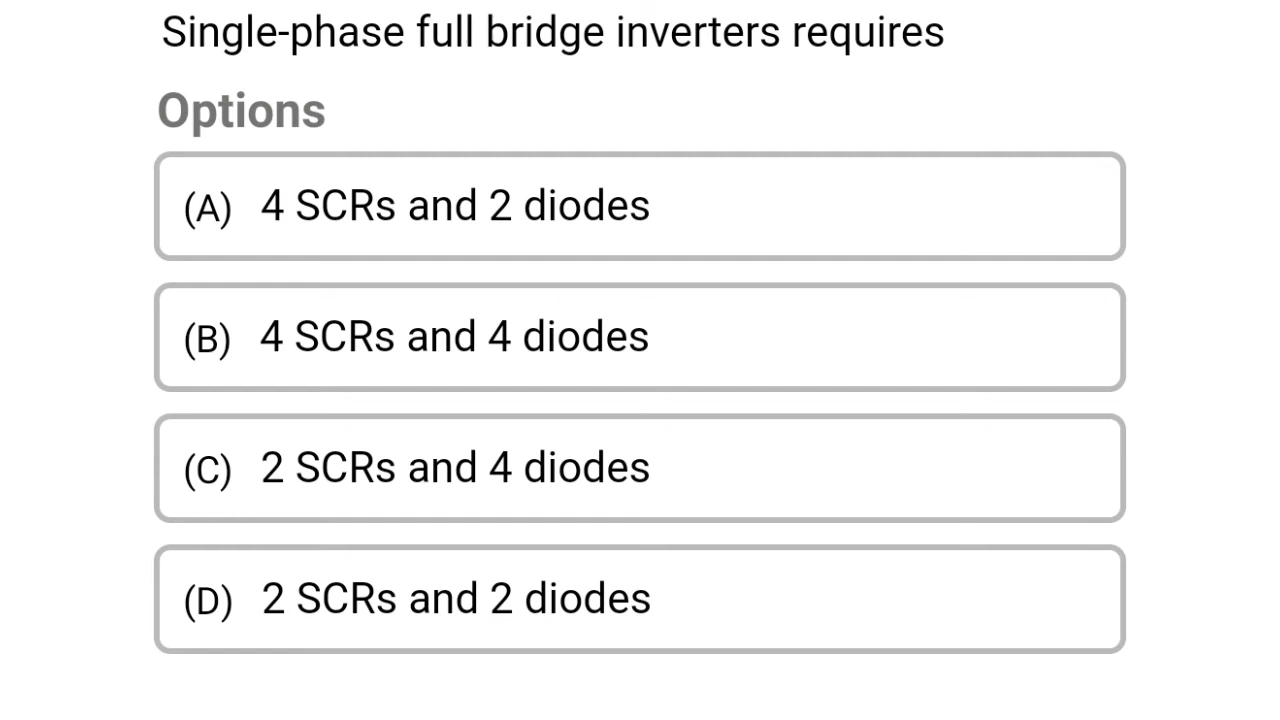 Single-phase full bridge inverters requires
Options
(A) 4 SCRs and 2 diodes
(B) 4 SCRs and 4 diodes
(C) 2 SCRs and 4 diodes
(D) 2 SCRs and 2 diodes